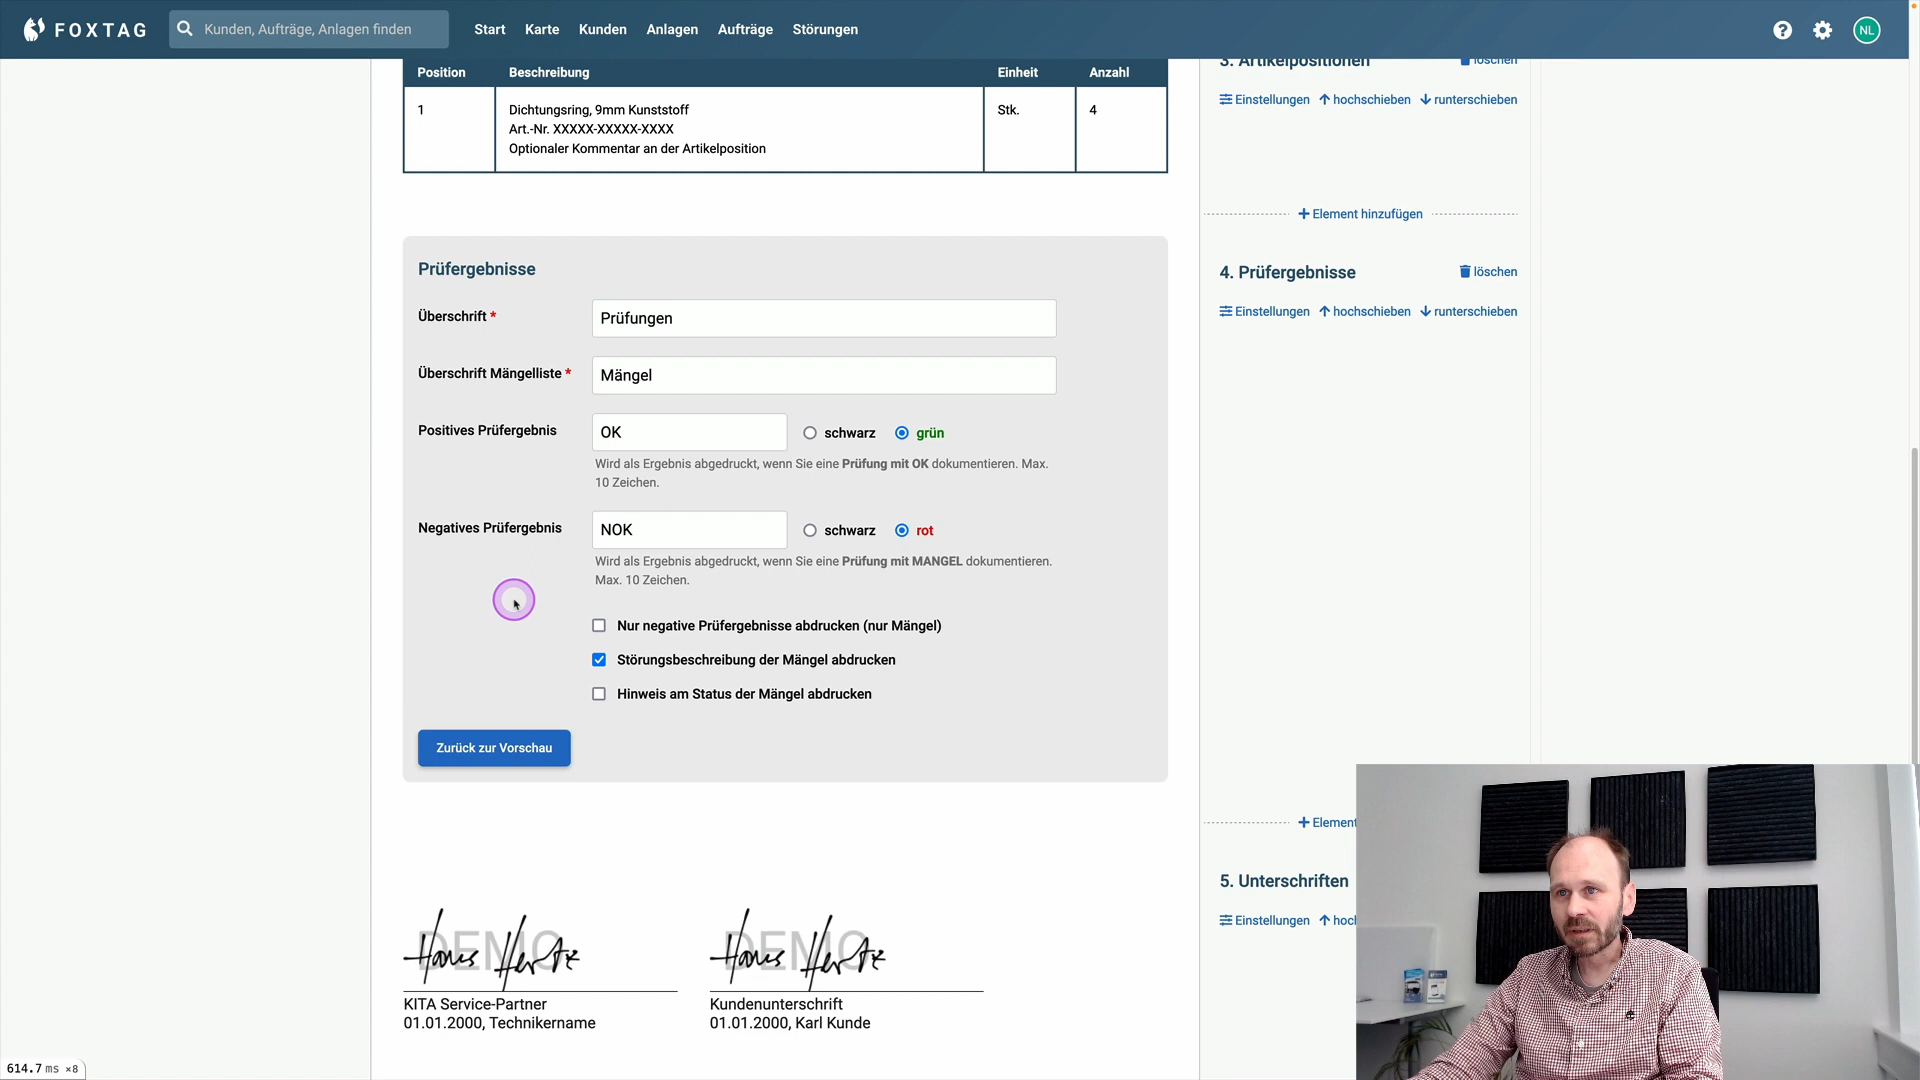 FOXTAG
Kunden, Aufträge, Anlagen finden
Start
Karte
Kunden
Anlagen
Aufträge
Störungen
NL
Position
Beschreibung
Einheit
Anzahl
1
Dichtungsring, 9mm Kunststoff
Art.-Nr. XXXXX-XXXXX-XXXX
Optionaler Kommentar an der Artikelposition
Stk.
4
3. Artikelpositionen
löschen
Einstellungen
hochschieben
runterschieben
Element hinzufügen
4. Prüfergebnisse
löschen
Einstellungen
hochschieben
runterschieben
Prüfergebnisse
Überschrift *
Prüfungen
Überschrift Mängelliste *
Mängel
Positives Prüfergebnis
OK
schwarz
grün
Wird als Ergebnis abgedruckt, wenn Sie eine Prüfung mit OK dokumentieren. Max.
10 Zeichen.
Negatives Prüfergebnis
NOK
schwarz
rot
Wird als Ergebnis abgedruckt, wenn Sie eine Prüfung mit MANGEL dokumentieren.
Max. 10 Zeichen.
Nur negative Prüfergebnisse abdrucken (nur Mängel)
Störungsbeschreibung der Mängel abdrucken
Hinweis am Status der Mängel abdrucken
Zurück zur Vorschau
Element
5. Unterschriften
Einstellungen
hoch
DEMO
DEMO
KITA Service-Partner
01.01.2000, Technikername
Kundenunterschrift
01.01.2000, Karl Kunde
614.7 ms ×8